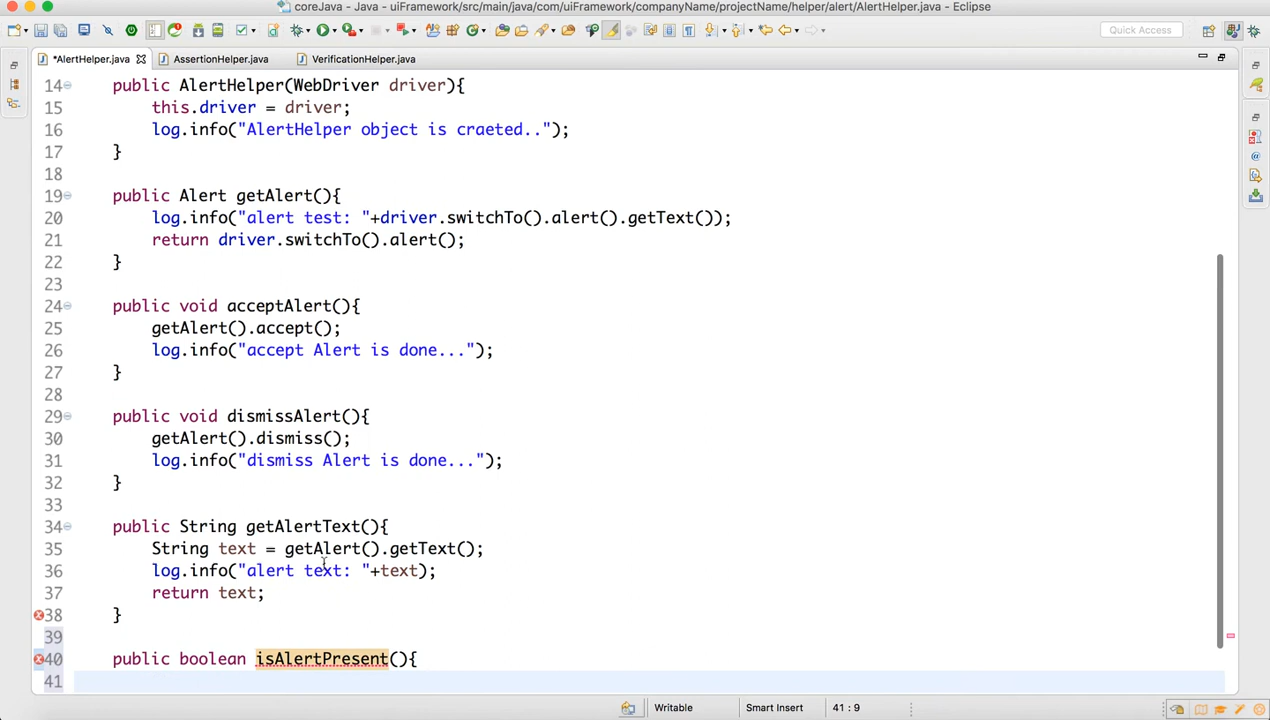 coreJava - Java - uiFramework/src/main/java/com/uiFramework/companyName/projectName/helper/alert/AlertHelper.java - Eclipse
Quick Access
*AlertHelper.java
AssertionHelper.java
VerificationHelper.java
14 public AlertHelper(WebDriver driver){
15 this.driver = driver;
16 log.info("AlertHelper object is craeted..");
17 }
18
19 public Alert getAlert(){
20 log.info("alert test: "+driver.switchTo().alert().getText());
21 return driver.switchTo().alert();
22 }
23
24 public void acceptAlert(){
25 getAlert().accept();
26 log.info("accept Alert is done...");
27 }
28
29 public void dismissAlert(){
30 getAlert().dismiss();
31 log.info("dismiss Alert is done...");
32 }
33
34 public String getAlertText(){
35 String text = getAlert().getText();
36 log.info("alert text: "+text);
37 return text;
38 }
39
40 public boolean isAlertPresent(){
41
Writable
Smart Insert
41 : 9